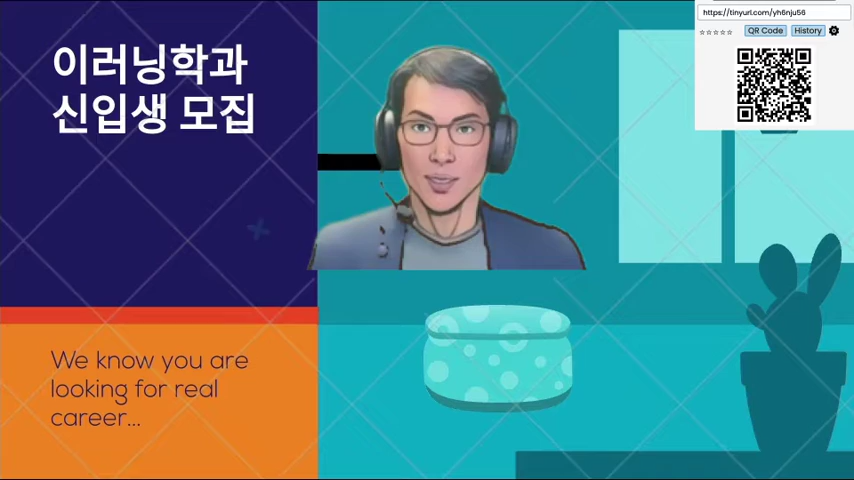 이러닝학과
신입생 모집
We know you are
looking for real
career...
https://tinyurl.com/yh6nju56
QR Code
History